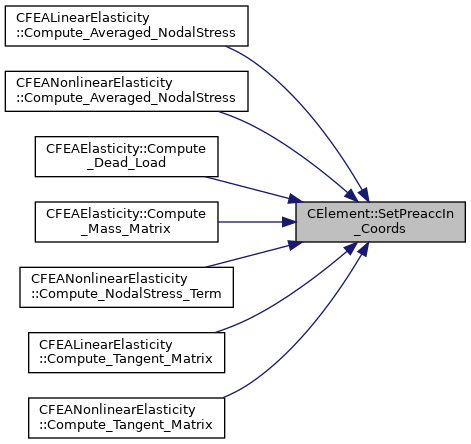 CFEALinearElasticity
::Compute_Averaged_NodalStress
CFEANonlinearElasticity
::Compute_Averaged_NodalStress
CFEAElasticity::Compute
_Dead_Load
CFEAElasticity::Compute
_Mass_Matrix
CFEANonlinearElasticity
::Compute_NodalStress_Term
CFEALinearElasticity
::Compute_Tangent_Matrix
CFEANonlinearElasticity
::Compute_Tangent_Matrix
CElement::SetPreaccIn
_Coords